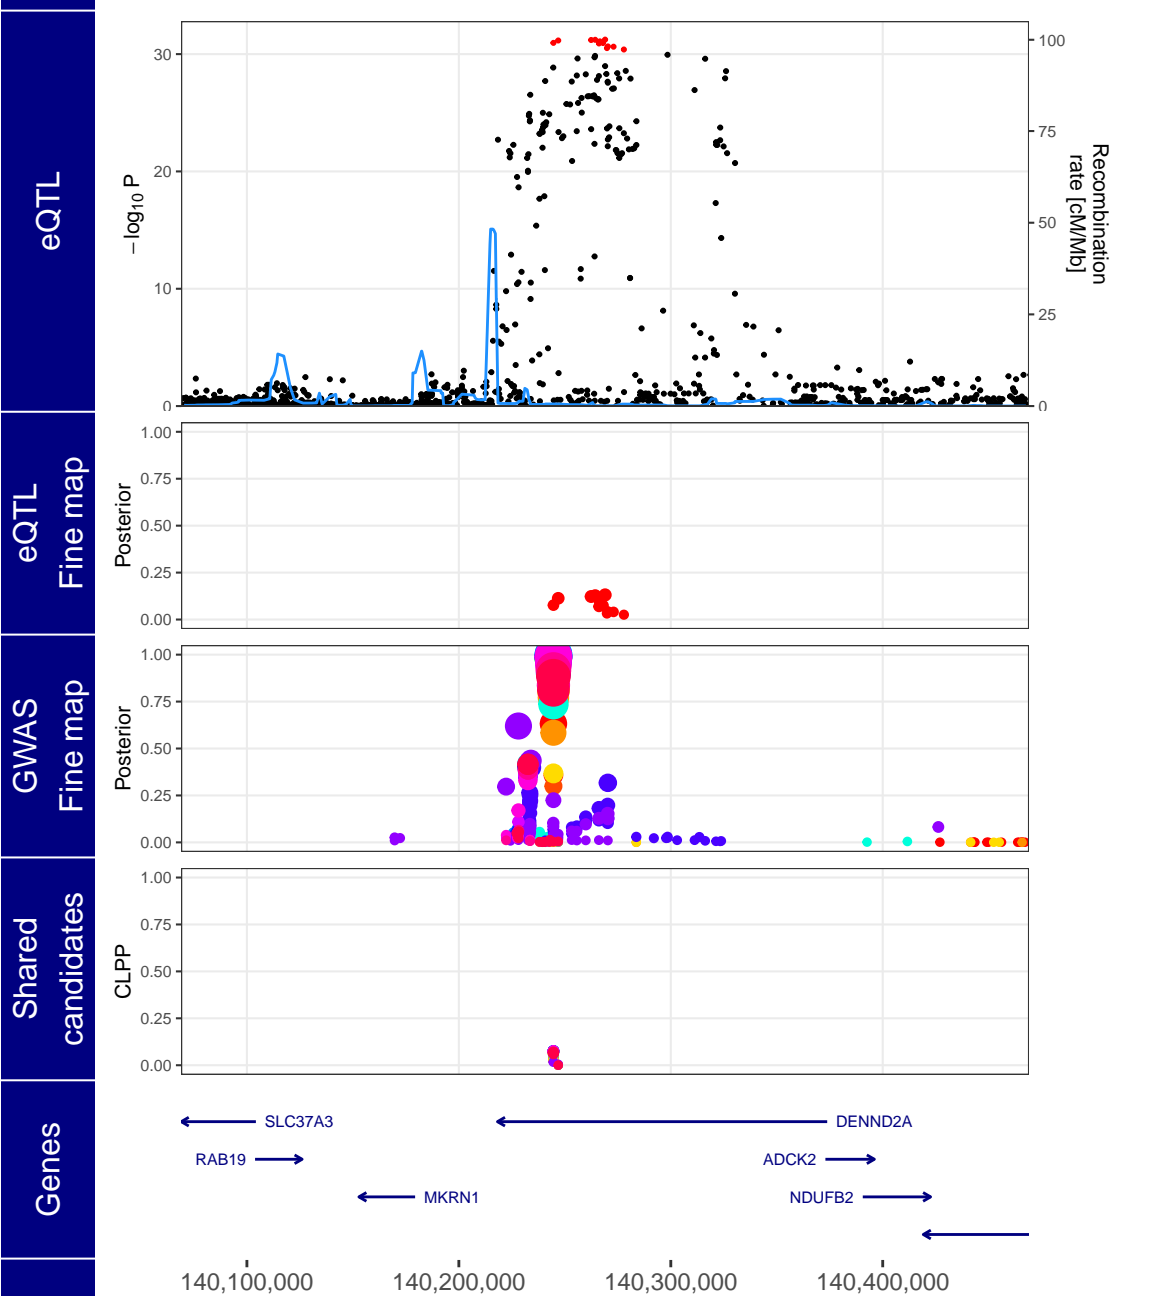 eQTL
−log10 P
30
20
10
0
100
75
50
25
0
Recombination
rate [cM/Mb]
eQTL
Fine map
Posterior
1.00
0.75
0.50
0.25
0.00
GWAS
Fine map
Posterior
1.00
0.75
0.50
0.25
0.00
Shared
candidates
CLPP
1.00
0.75
0.50
0.25
0.00
Genes
SLC37A3
DENND2A
RAB19
ADCK2
MKRN1
NDUFB2
140,100,000
140,200,000
140,300,000
140,400,000